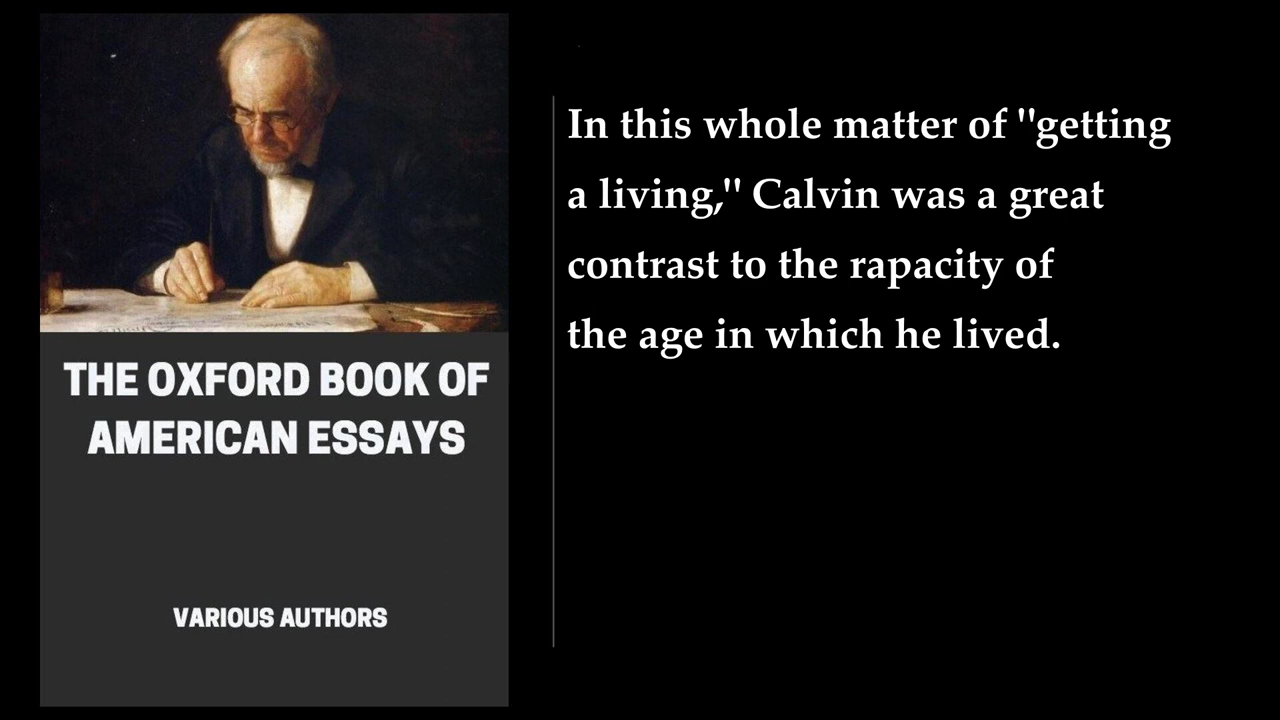 THE OXFORD BOOK OF
AMERICAN ESSAYS
VARIOUS AUTHORS
In this whole matter of "getting
a living," Calvin was a great
contrast to the rapacity of
the age in which he lived.